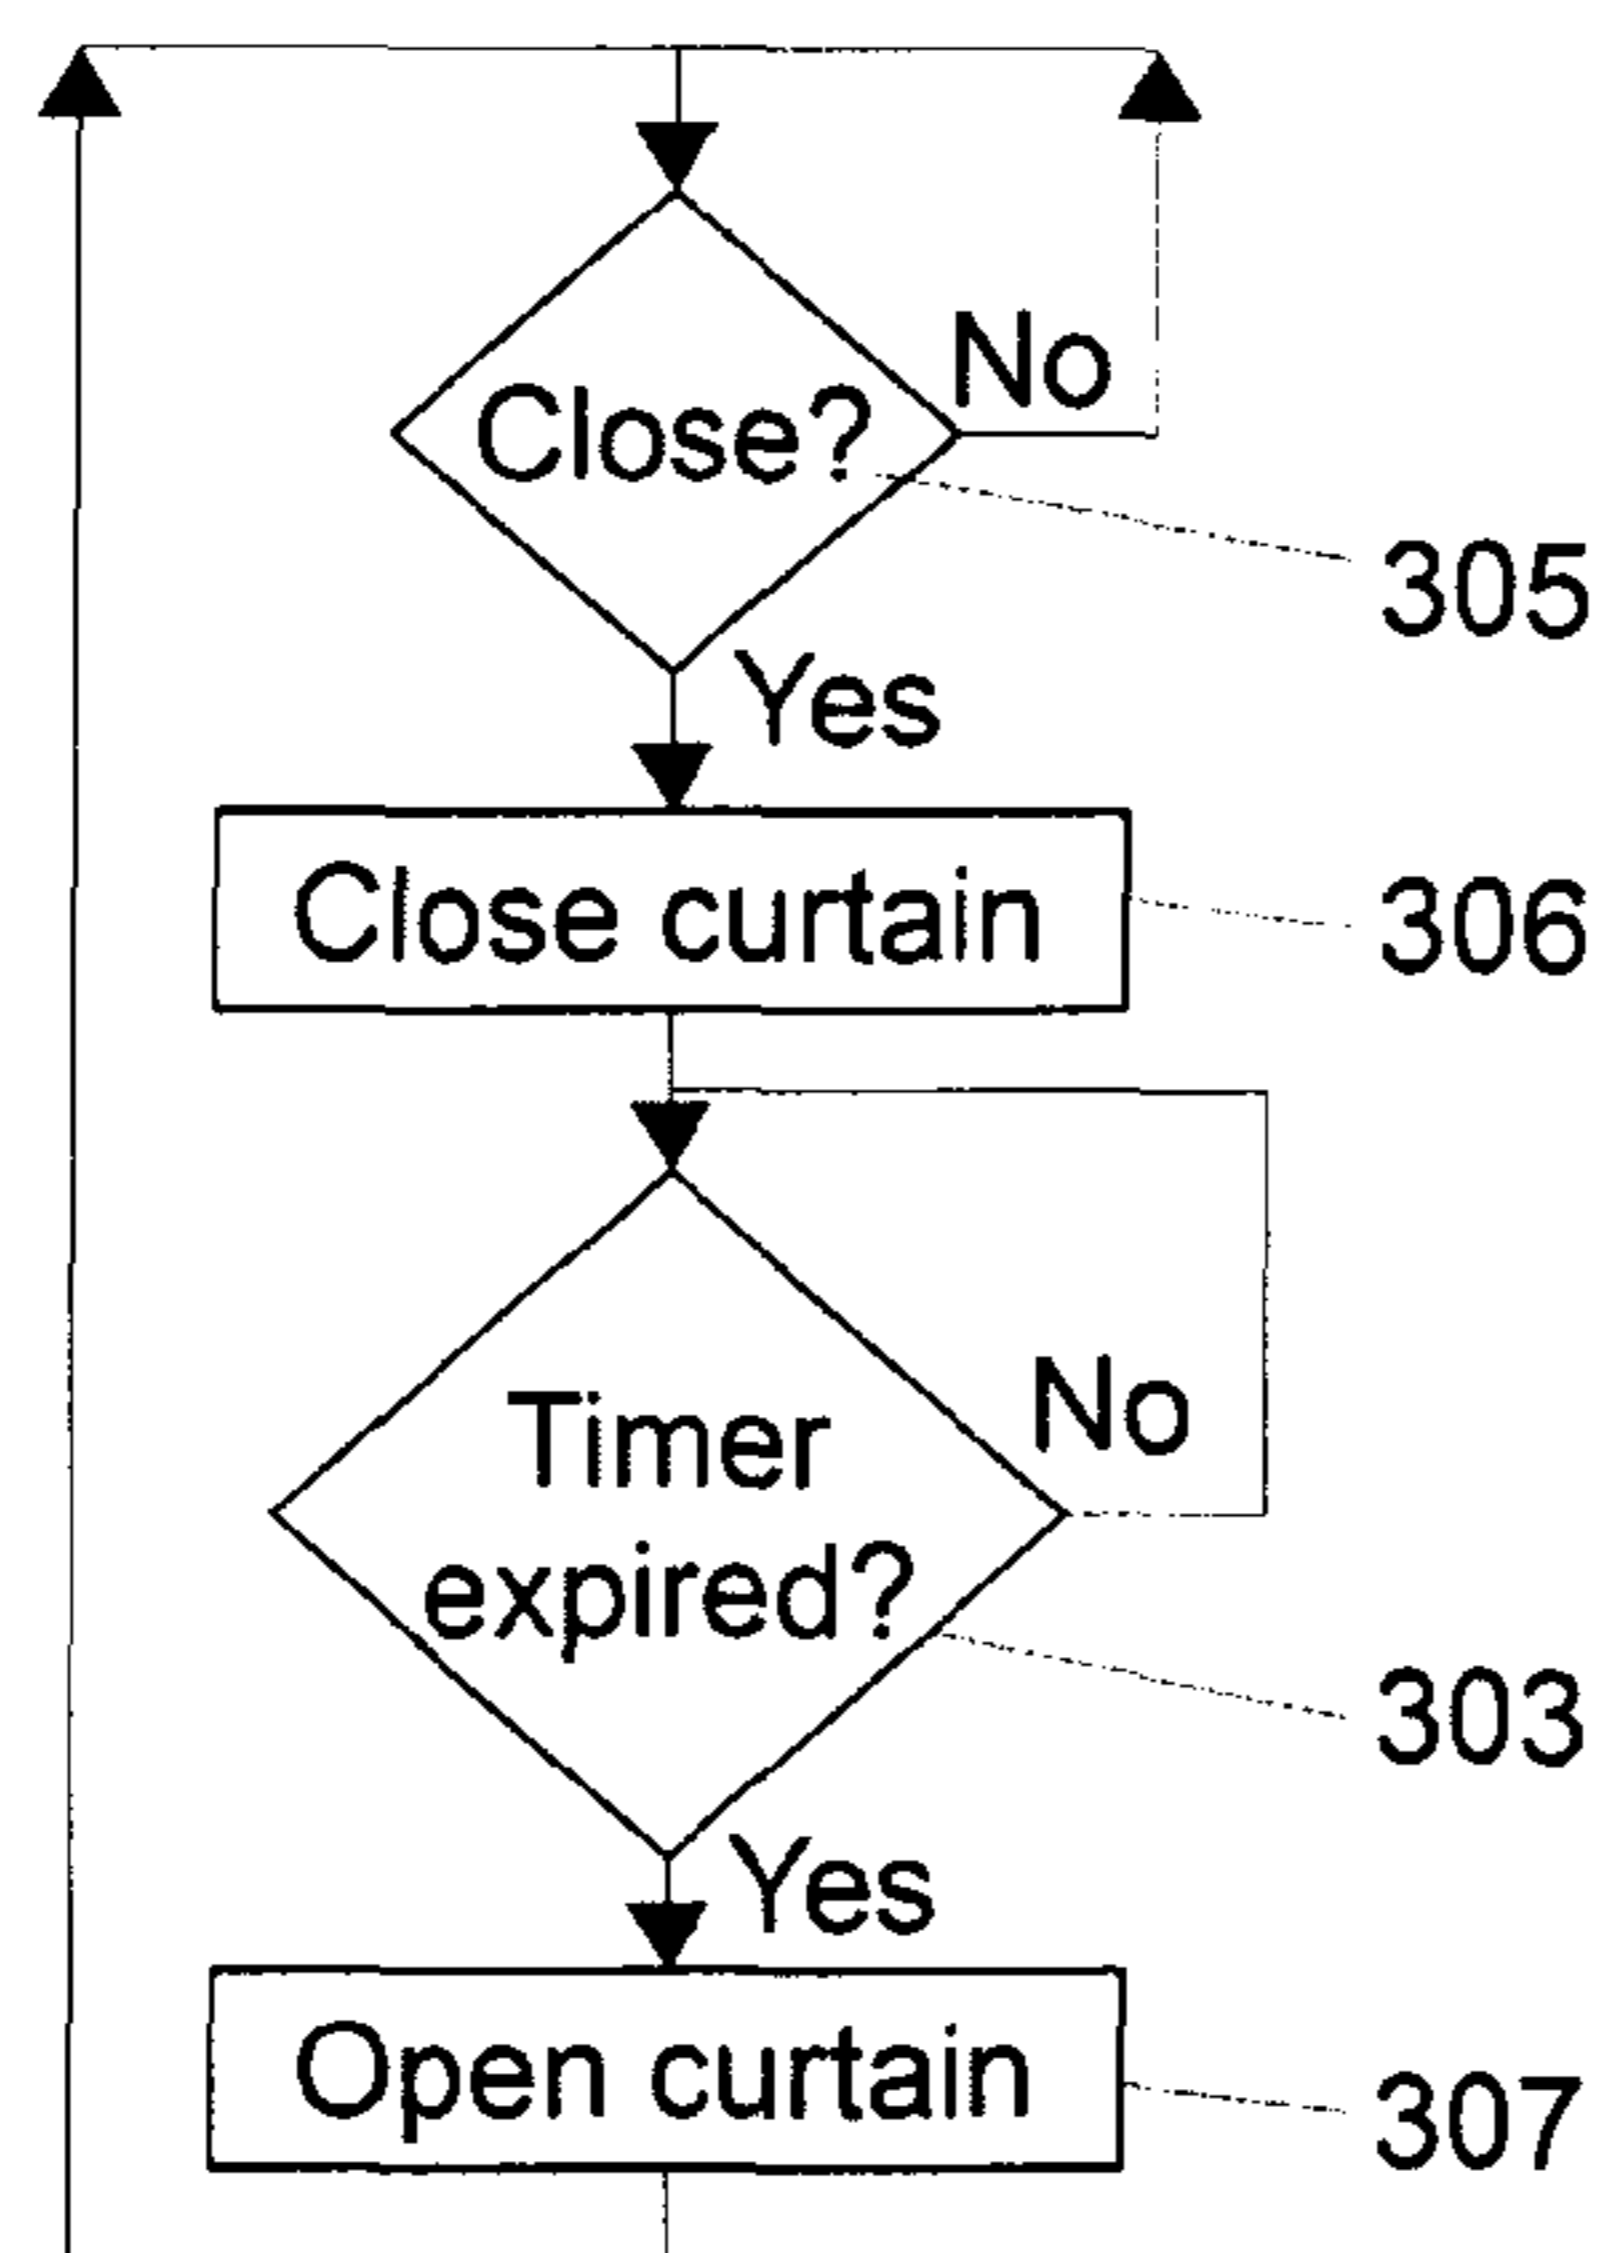 No
Close?
305
Yes
Close curtain
306
No
Timer
expired?
303
Yes
Open curtain
307